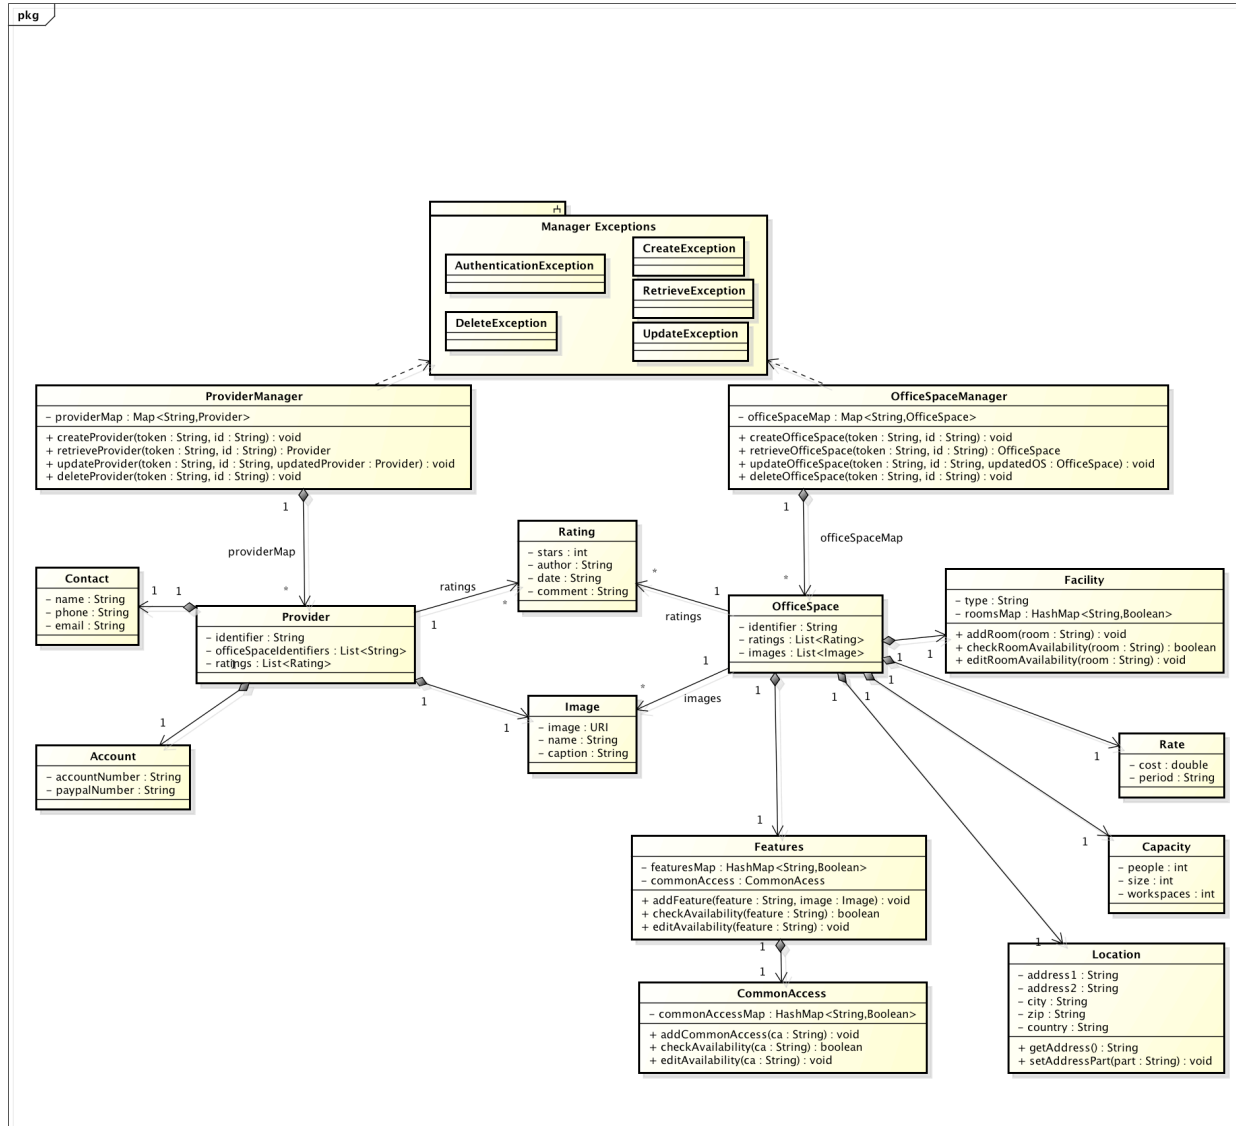 pkg
Manager Exceptions
AuthenticationException
CreateException
RetrieveException
DeleteException
UpdateException
ProviderManager
– providerMap : Map<String,Provider>
+ createProvider(token : String, id : String) : void
+ retrieveProvider(token : String, id : String) : Provider
+ updateProvider(token : String, id : String, updatedProvider : Provider) : void
+ deleteProvider(token : String, id : String) : void
OfficeSpaceManager
– officeSpaceMap : Map<String,OfficeSpace>
+ createOfficeSpace(token : String, id : String) : void
+ retrieveOfficeSpace(token : String, id : String) : OfficeSpace
+ updateOfficeSpace(token : String, id : String, updatedOS : OfficeSpace) : void
+ deleteOfficeSpace(token : String, id : String) : void
1
providerMap
*
1
officeSpaceMap
*
Rating
– stars : int
– author : String
– date : String
– comment : String
Contact
– name : String
– phone : String
– email : String
1
1
Provider
– identifier : String
– officeSpaceIdentifiers : List<String>
– ratings : List<Rating>
ratings
*
1
*
1
ratings
OfficeSpace
– identifier : String
– ratings : List<Rating>
– images : List<Image>
Facility
– type : String
– roomsMap : HashMap<String,Boolean>
+ addRoom(room : String) : void
+ checkRoomAvailability(room : String) : boolean
+ editRoomAvailability(room : String) : void
1
1
1
*
images
1
1
1
1
1
1
1
Image
– image : URI
– name : String
– caption : String
Account
– accountNumber : String
– paypalNumber : String
Rate
– cost : double
– period : String
1
1
1
Features
– featuresMap : HashMap<String,Boolean>
– commonAccess : CommonAcess
+ addFeature(feature : String, image : Image) : void
+ checkAvailability(feature : String) : boolean
+ editAvailability(feature : String) : void
Capacity
– people : int
– size : int
– workspaces : int
1
1
1
CommonAccess
– commonAccessMap : HashMap<String,Boolean>
+ addCommonAccess(ca : String) : void
+ checkAvailability(ca : String) : boolean
+ editAvailability(ca : String) : void
Location
– address1 : String
– address2 : String
– city : String
– zip : String
– country : String
+ getAddress() : String
+ setAddressPart(part : String) : void